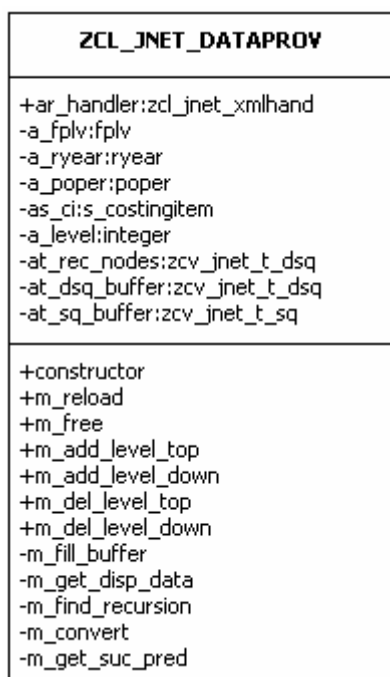 ZCL_JNET_DATAPROV
+ar_handler:zcl_jnet_xmlhand
-a_fplv:fplv
-a_ryear:ryear
-a_poper:poper
-as_ci:s_costingitem
-a_level:integer
-at_rec_nodes:zcv_jnet_t_dsq
-at_dsq_buffer:zcv_jnet_t_dsq
-at_sq_buffer:zcv_jnet_t_sq
+constructor
+m_reload
+m_free
+m_add_level_top
+m_add_level_down
+m_del_level_top
+m_del_level_down
-m_fill_buffer
-m_get_disp_data
-m_find_recursion
-m_convert
-m_get_suc_pred